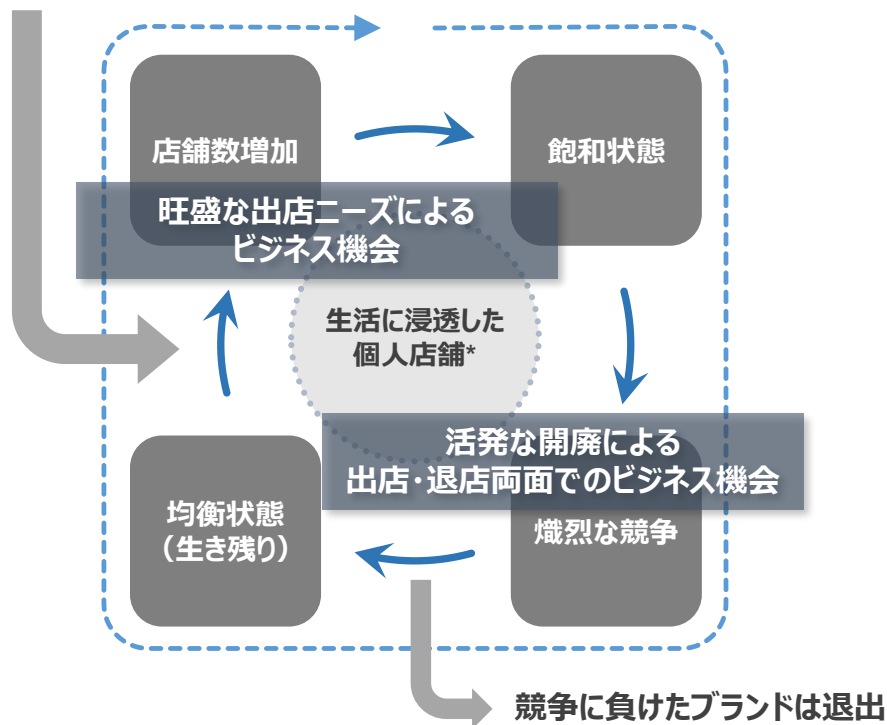 店舗数増加
飽和状態
旺盛な出店ニーズによる
ビジネス機会
生活に浸透した
個人店舗*
活発な開廃による
出店・退店両面でのビジネス機会
均衡状態
（生き残り）
熾烈な競争
競争に負けたブランドは退出